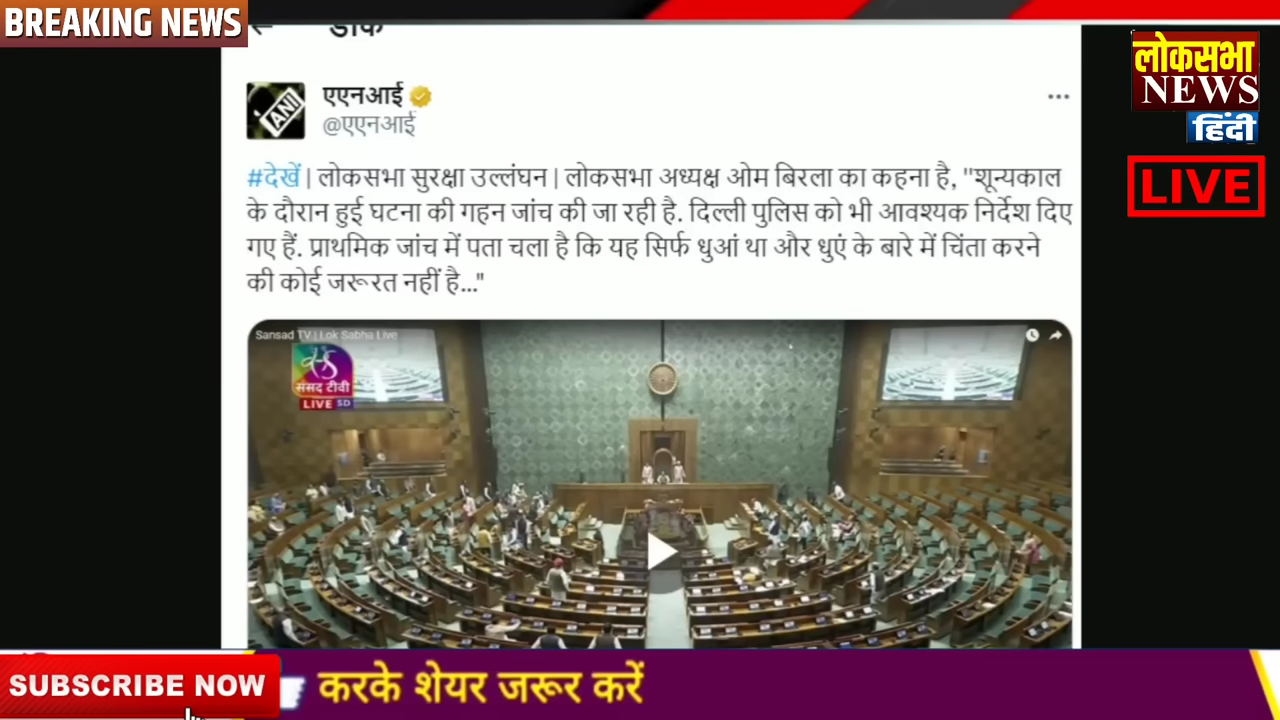 BREAKING NEWS
डाक
लोकसभा
NEWS
हिंदी
LIVE
ANI
एएनआई
@एएनआई
#देखें | लोकसभा सुरक्षा उल्लंघन | लोकसभा अध्यक्ष ओम बिरला का कहना है, "शून्यकाल
के दौरान हुई घटना की गहन जांच की जा रही है. दिल्ली पुलिस को भी आवश्यक निर्देश दिए
गए हैं. प्राथमिक जांच में पता चला है कि यह सिर्फ धुआं था और धुएं के बारे में चिंता करने
की कोई जरूरत नहीं है..."
Sansad TV | Lok Sabha Live
संसद टीवी
LIVE SD
SUBSCRIBE NOW
करके शेयर जरूर करें